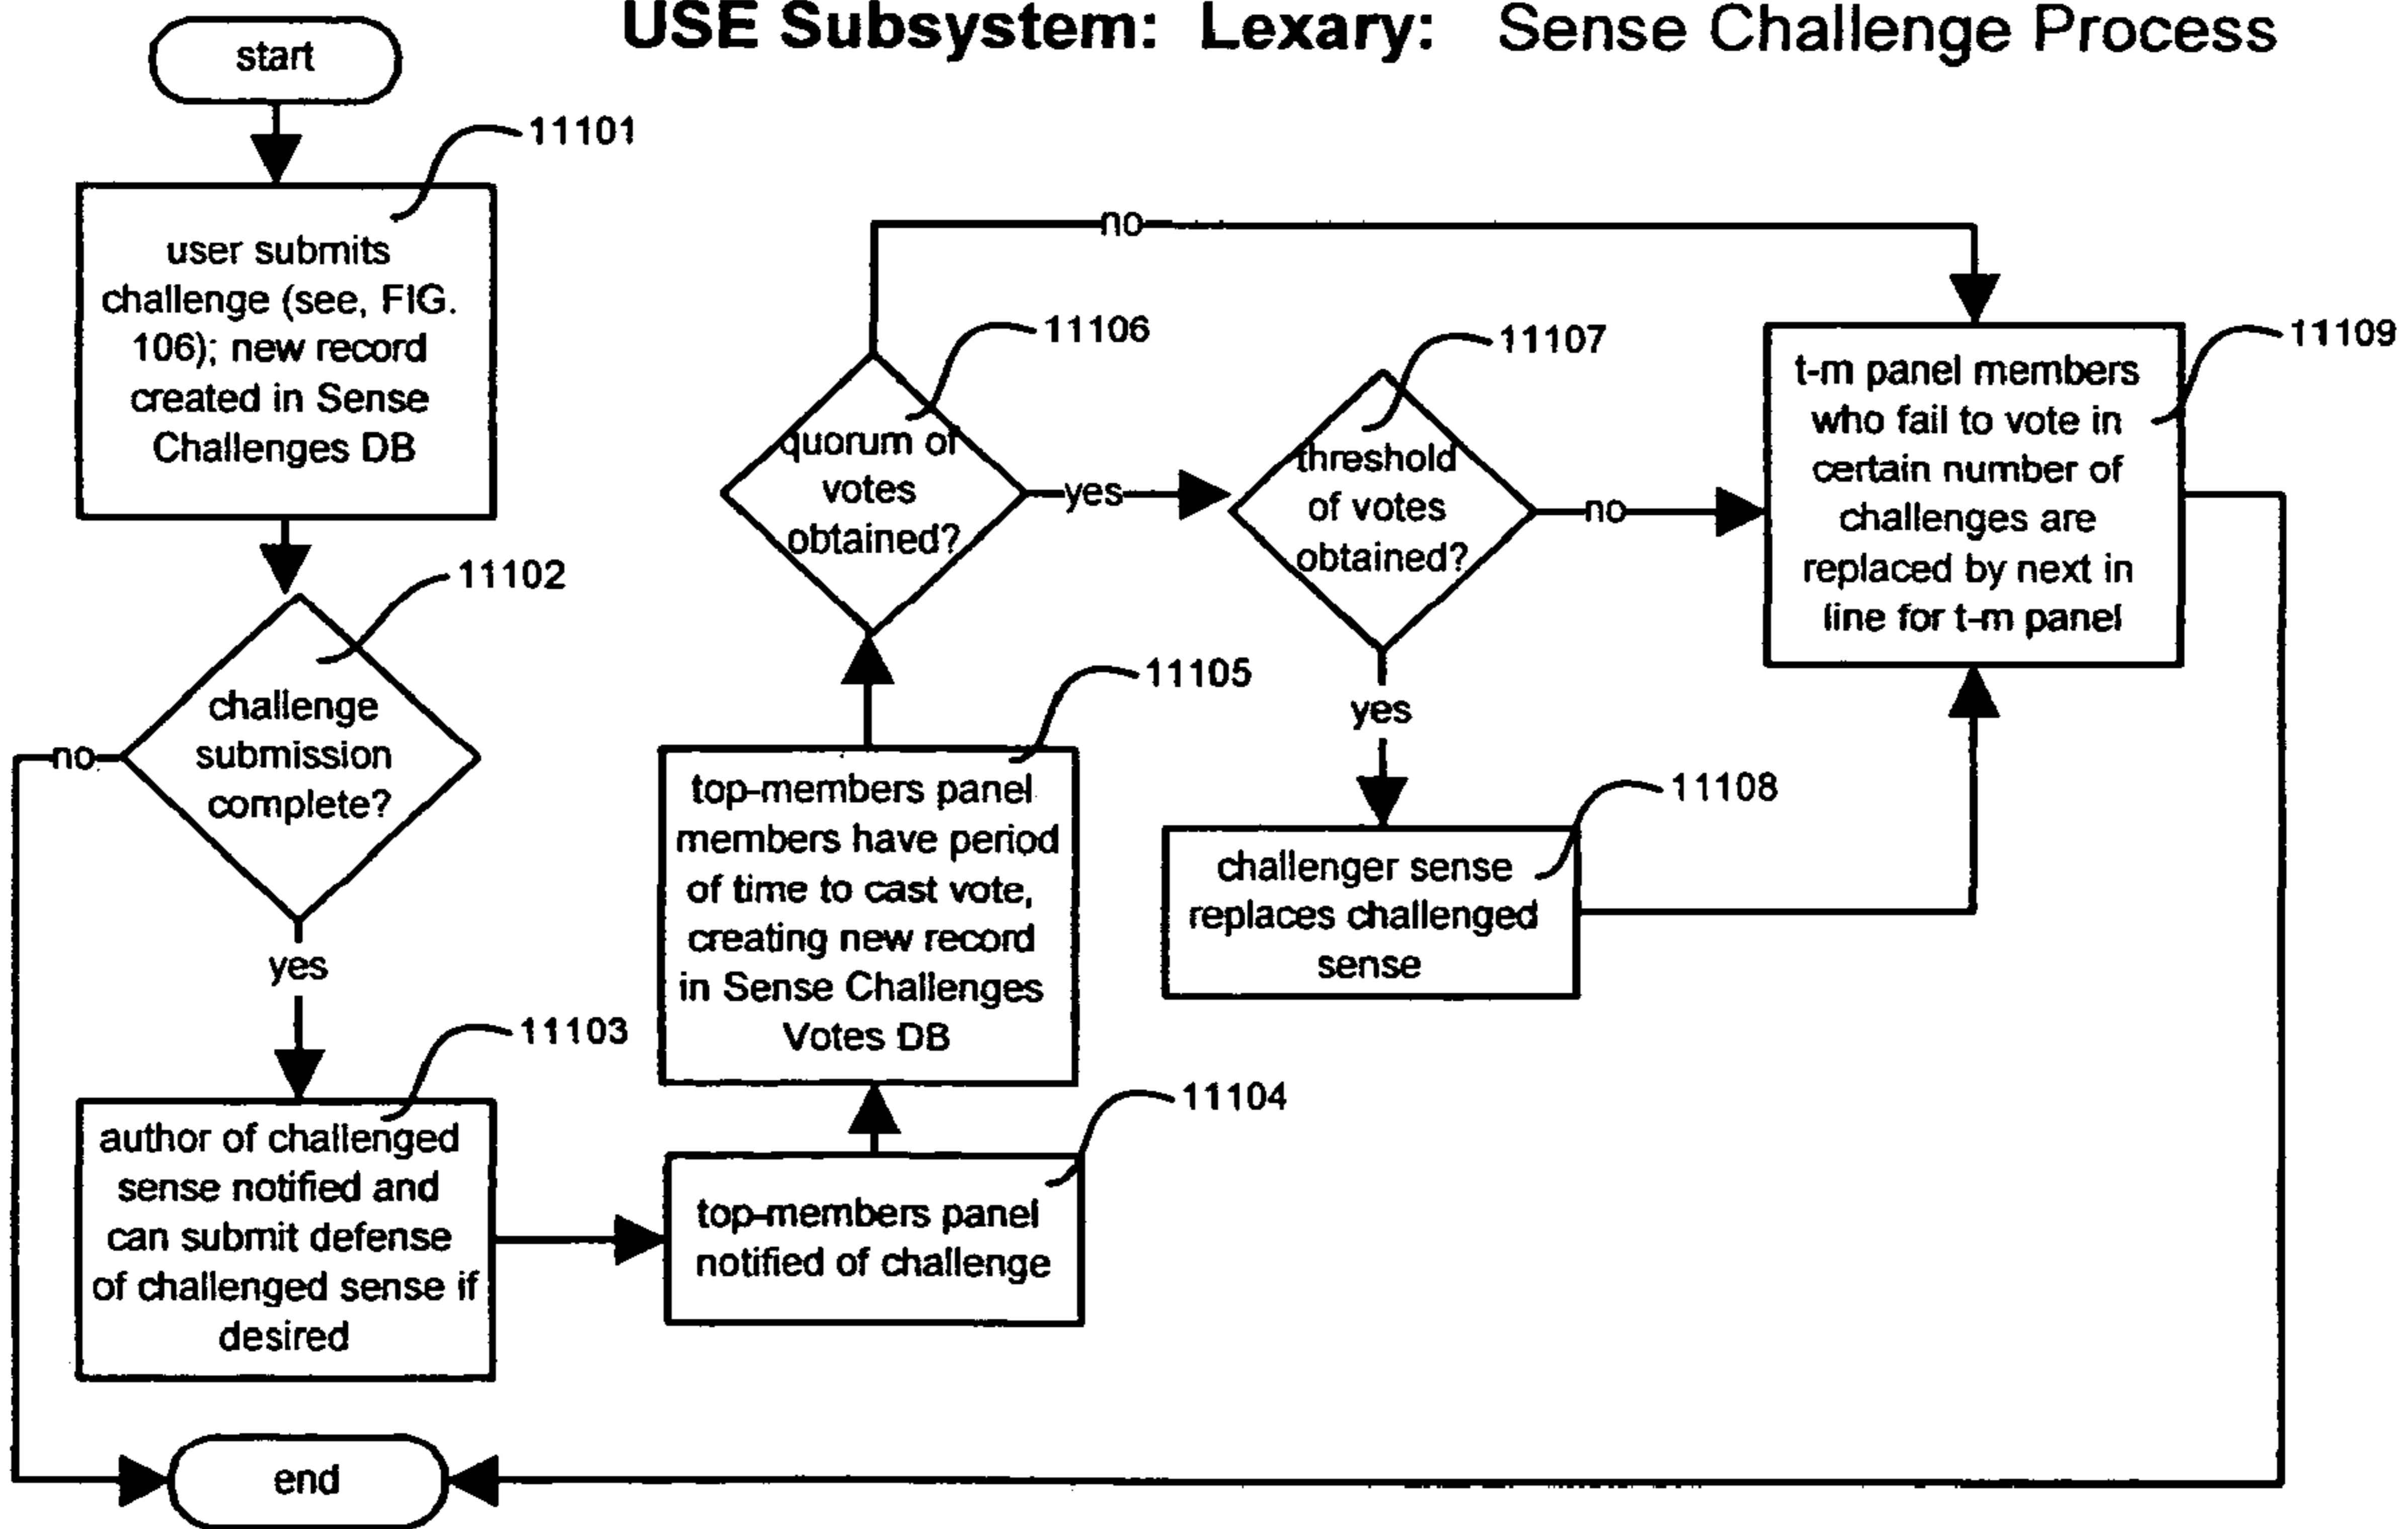 USE Subsystem: Lexary: Sense Challenge Process
start
11101
user submits
challenge (see, FIG.
106); new record
created in Sense
Challenges DB
11102
challenge
submission
complete?
no
yes
11103
author of challenged
sense notified and
can submit defense
of challenged sense if
desired
11104
top-members panel
notified of challenge
11105
top-members panel
members have period
of time to cast vote,
creating new record
in Sense Challenges
Votes DB
11106
quorum of
votes
obtained?
no
yes
11107
threshold
of votes
obtained?
no
yes
11108
challenger sense
replaces challenged
sense
11109
t-m panel members
who fail to vote in
certain number of
challenges are
replaced by next in
line for t-m panel
end